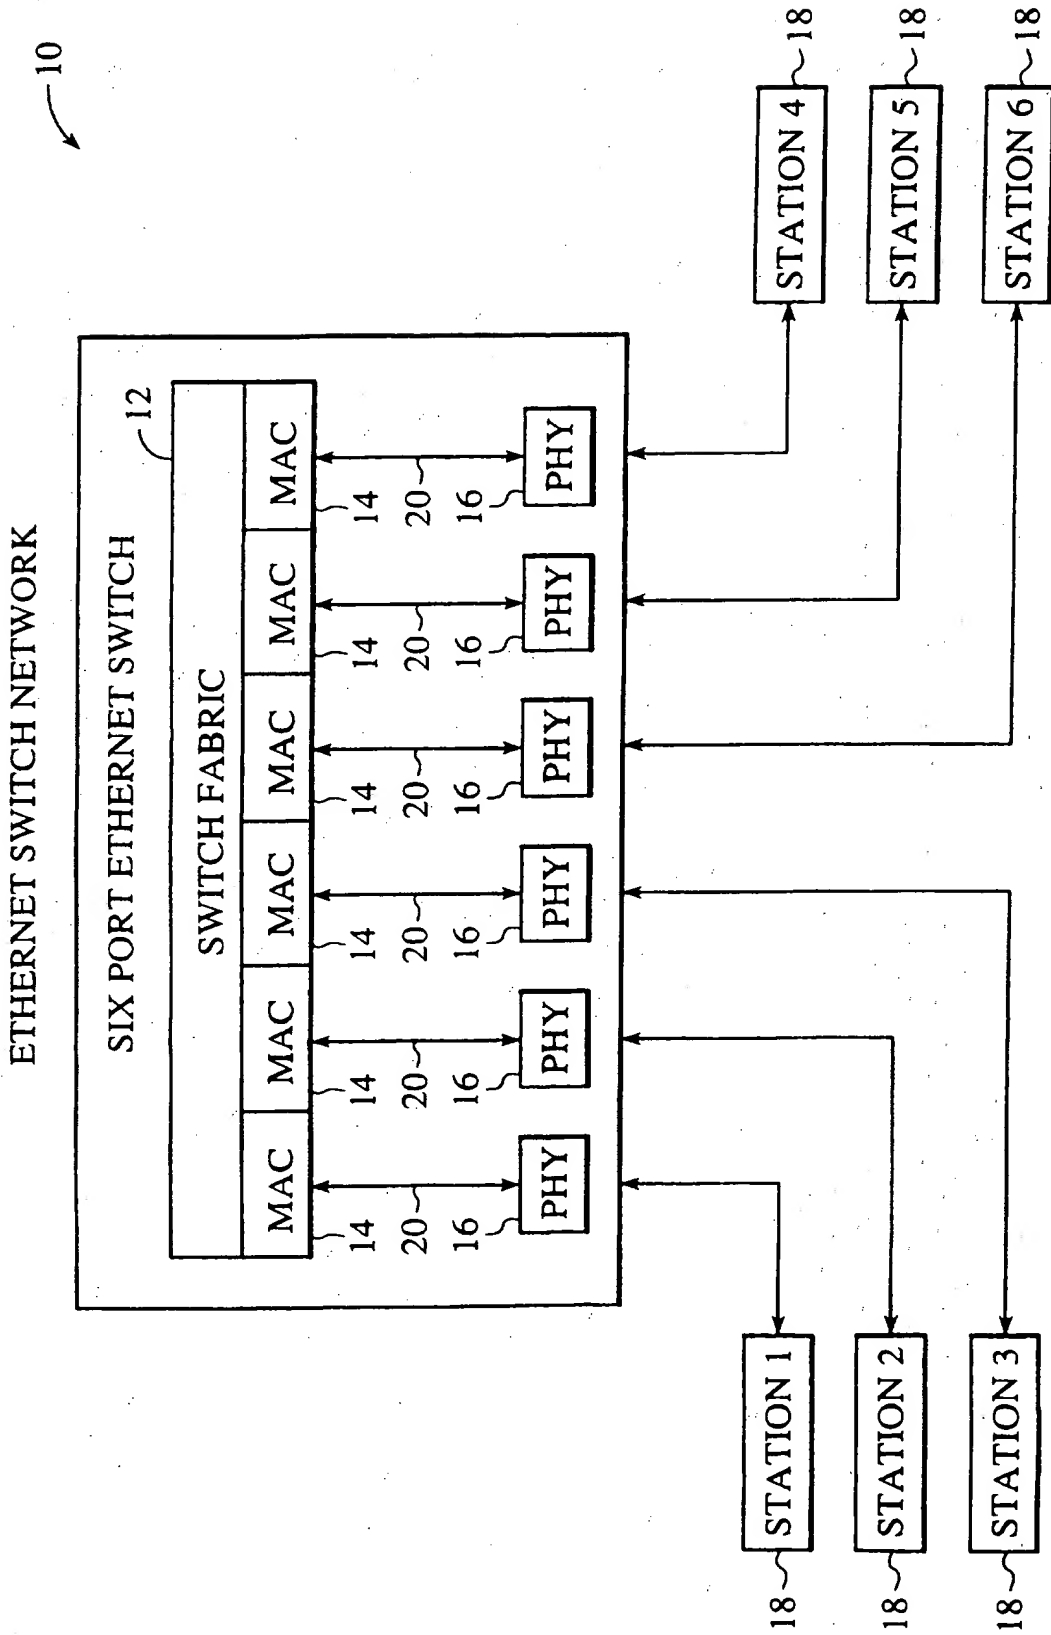 ETHERNET SWITCH NETWORK
10
SIX PORT ETHERNET SWITCH
12
SWITCH FABRIC
MAC MAC MAC MAC MAC MAC
14 14 14 14 14 14
20 20 20 20 20 20
16 16 16 16 16 16
PHY PHY PHY PHY PHY PHY
18 STATION 1 STATION 4 18
18 STATION 2 STATION 5 18
18 STATION 3 STATION 6 18